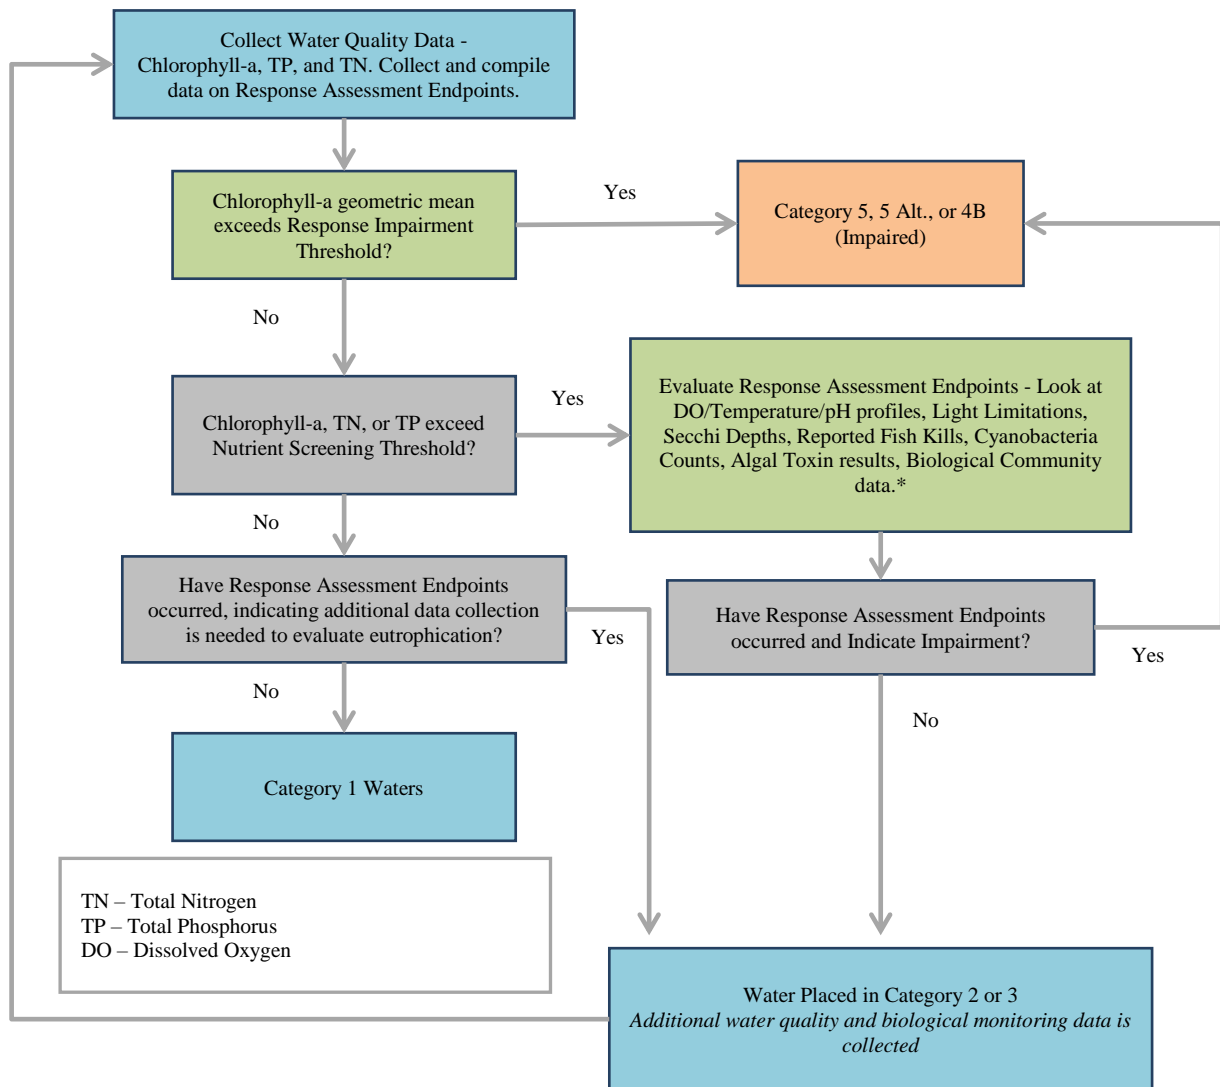 Collect Water Quality Data -
Chlorophyll-a, TP, and TN. Collect and compile
data on Response Assessment Endpoints.
Chlorophyll-a geometric mean
exceeds Response Impairment
Threshold?
Yes
Category 5, 5 Alt., or 4B
(Impaired)
No
Chlorophyll-a, TN, or TP exceed
Nutrient Screening Threshold?
Yes
Evaluate Response Assessment Endpoints - Look at
DO/Temperature/pH profiles, Light Limitations,
Secchi Depths, Reported Fish Kills, Cyanobacteria
Counts, Algal Toxin results, Biological Community
data.*
No
Have Response Assessment Endpoints
occurred, indicating additional data collection
is needed to evaluate eutrophication?
Yes
Have Response Assessment Endpoints
occurred and Indicate Impairment?
Yes
No
No
Category 1 Waters
TN – Total Nitrogen
TP – Total Phosphorus
DO – Dissolved Oxygen
Water Placed in Category 2 or 3
Additional water quality and biological monitoring data is
collected